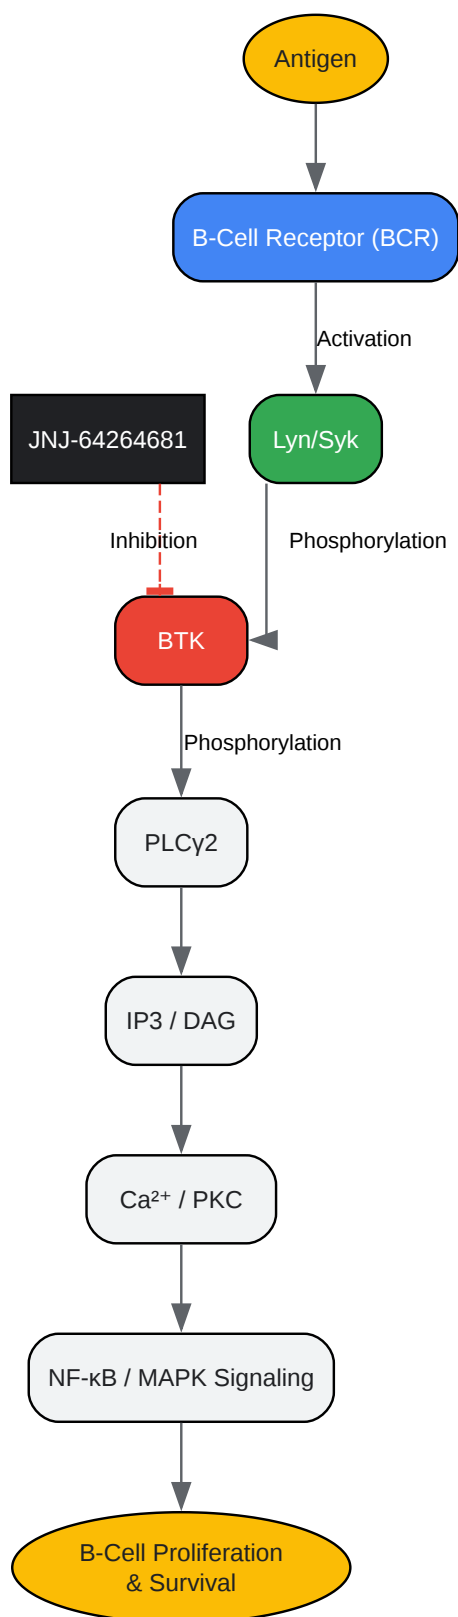 Antigen
B-Cell Receptor (BCR)
Activation
JNJ-64264681
Lyn/Syk
Inhibition
Phosphorylation
BTK
Phosphorylation
PLCγ2
IP3 / DAG
Ca²⁺ / PKC
NF-κB / MAPK Signaling
B-Cell Proliferation
& Survival